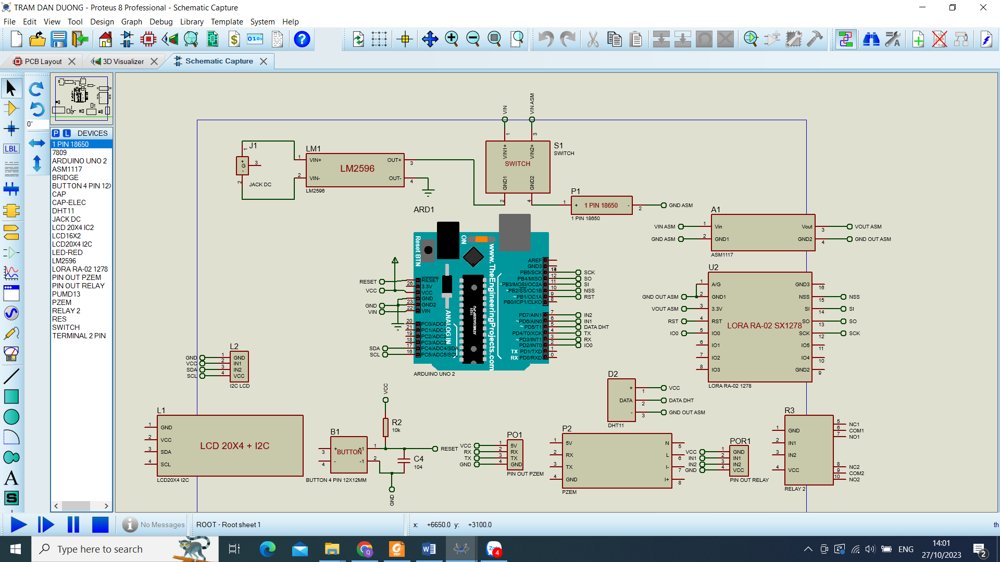 TRAM DAN DUONG - Proteus 8 Professional - Schematic Capture
File Edit View Tool Design Graph Debug Library Template System Help
PCB Layout
3D Visualizer
Schematic Capture
0°
LBL
P L DEVICES
1 PIN 18650
7809
ARDUINO UNO 2
ASM1117
BRIDGE
BUTTON 4 PIN 12X
CAP
CAP-ELEC
DHT11
JACK DC
LCD 20X4 IC2
LCD16X2
LCD20X4 I2C
LED-RED
LM2596
LORA RA-02 1278
PIN OUT PZEM
PIN OUT RELAY
PUMD13
PZEM
RELAY 2
RES
SWITCH
TERMINAL 2 PIN
J1
1
+
G
-
3
2
JACK DC
LM1
1 VIN+ OUT+ 3
LM2596
2 VIN- OUT- 4
LM2596
VIN
VIN ASM
1
3
VIN1+
VIN2+
SWITCH
GND1
GND2
2
4
S1
SWITCH
P1
1 + 1 PIN 18650 - 2 GND ASM
1 PIN 18650
A1
VIN ASM 1 Vin Vout 3 VOUT ASM
GND ASM 2 GND1 GND2 4 GND OUT ASM
ASM1117
ARD1
Reset BTN
ON
www.TheEngineeringProjects.com
ANALOG IN
1121
RESET
VCC
GND
VIN
26 RESET
3.3V
VCC
GND
23 GND2
22 VIN
20 PC0/ADC0
21 PC1/ADC1
19 PC2/ADC2
18 PC3/ADC3
SDA 17 PC4/ADC4/SDA
SCL 16 PC5/ADC5/SCL
AREF
GND3
PB5/SCK SCK
PB4/MISO 12 SO
~PB3/MOSI/OC2A 11 SI
~PB2/SS/OC1B 10 NSS
~PB1/OC1A 9 RST
PB0/ICP1/CLKO 8
PD7/AIN1 7 IN2
~PD6/AIN0 6 IN1
~PD5/T1 5 DATA DHT
PD4/T0/XCK 4 TX
~PD3/INT1 3 RX
PD2/INT0 2 IO0
TX PD1/TXD 1
RX PD0/RXD 0
ARDUINO UNO 2
U2
1 A/G GND3 16
GND OUT ASM 2 GND1 NSS 15 NSS
VOUT ASM 3 3.3V SI 14 SI
RST 4 RST SO 13 SO
LORA RA-02 SX1278
IO0 5 IO0 SCK 12 SCK
6 IO1 IO5 11
7 IO2 IO4 10
8 IO3 GND2 9
LORA RA-02 1278
L2
GND 1 GND
VCC 2 IN1
SDA 3 IN2
SCL 4 VCC
I2C LCD
L1
1 GND
2 VCC
LCD 20X4 + I2C
3 SDA
4 SCL
LCD20X4 I2C
VCC
R2
10k
B1
+ BUTTON +1
3 - -1
4
1
2
RESET
C4
104
BUTTON 4 PIN 12X12MM
GND
D2
+ 1 VCC
DATA 2 DATA DHT
- 3 GND OUT ASM
DHT11
PO1
VCC 1 5V
RX 2 RX
TX 3 TX
GND 4 GND
PIN OUT PZEM
P2
1 5V N 5
2 RX L 6
3 TX I- 7
4 GND I+ 8
PZEM
POR1
VCC 1 GND
IN1 2 IN1
IN2 3 IN2
GND 4 VCC
PIN OUT RELAY
R3
1 GND
2 IN1
3 IN2
4 VCC
5 NC1
6 COM1
7 NO1
8 NC2
9 COM2
10 NO2
RELAY 2
No Messages
ROOT - Root sheet 1
x: +6650.0 y: +3100.0
th
Type here to search
4
ENG
14:01
27/10/2023
2